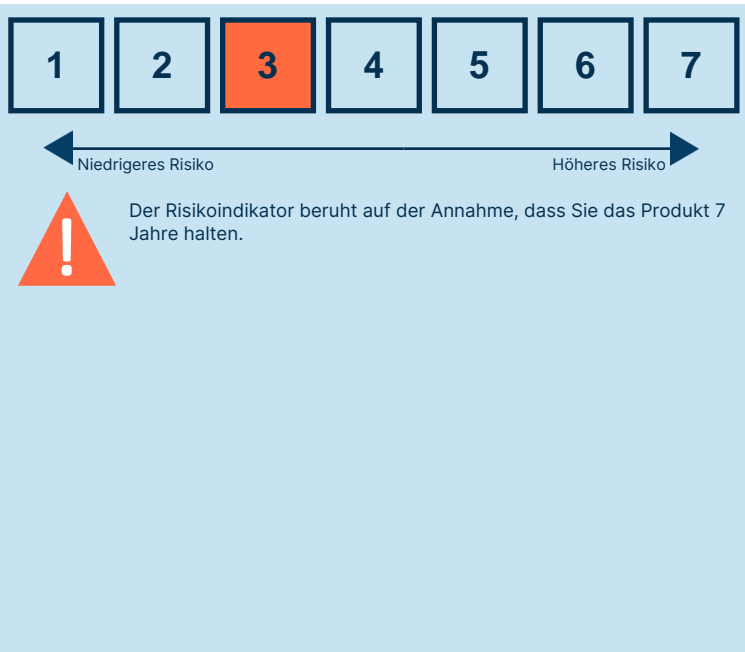 1 2 3 4 5 6 7
Niedrigeres Risiko Höheres Risiko
!
Der Risikoindikator beruht auf der Annahme, dass Sie das Produkt 7
Jahre halten.